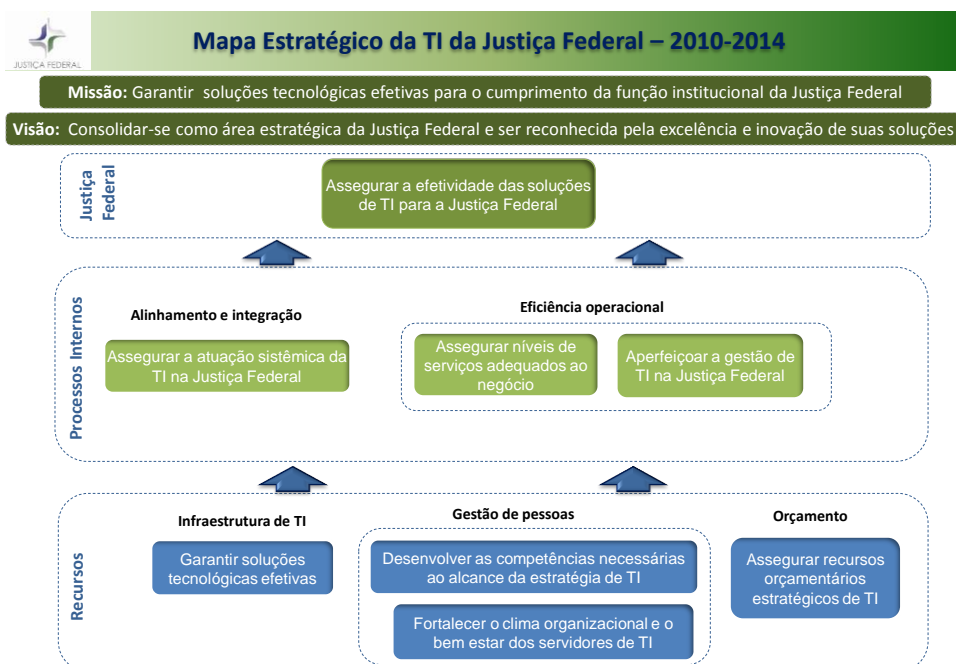 JUSTIÇA FEDERAL
Mapa Estratégico da TI da Justiça Federal – 2010-2014
Missão: Garantir soluções tecnológicas efetivas para o cumprimento da função institucional da Justiça Federal
Visão: Consolidar-se como área estratégica da Justiça Federal e ser reconhecida pela excelência e inovação de suas soluções
Justiça
Federal
Assegurar a efetividade das soluções
de TI para a Justiça Federal
Processos Internos
Alinhamento e integração
Assegurar a atuação sistêmica da
TI na Justiça Federal
Eficiência operacional
Assegurar níveis de
serviços adequados ao
negócio
Aperfeiçoar a gestão de
TI na Justiça Federal
Recursos
Infraestrutura de TI
Garantir soluções
tecnológicas efetivas
Gestão de pessoas
Desenvolver as competências necessárias
ao alcance da estratégia de TI
Fortalecer o clima organizacional e o
bem estar dos servidores de TI
Orçamento
Assegurar recursos
orçamentários
estratégicos de TI